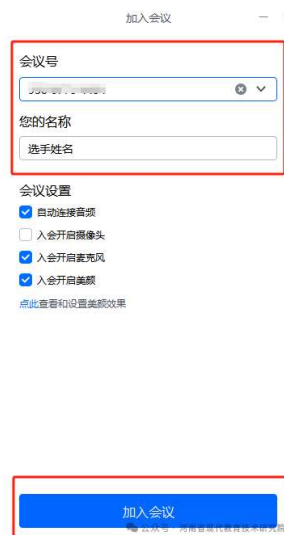 加入会议
会议号
您的名称
选手姓名
会议设置
自动连接音频
入会开启摄像头
入会开启麦克风
入会开启美颜
点此查看和设置美颜效果
加入会议
公众号·河南省现代教育技术研究院